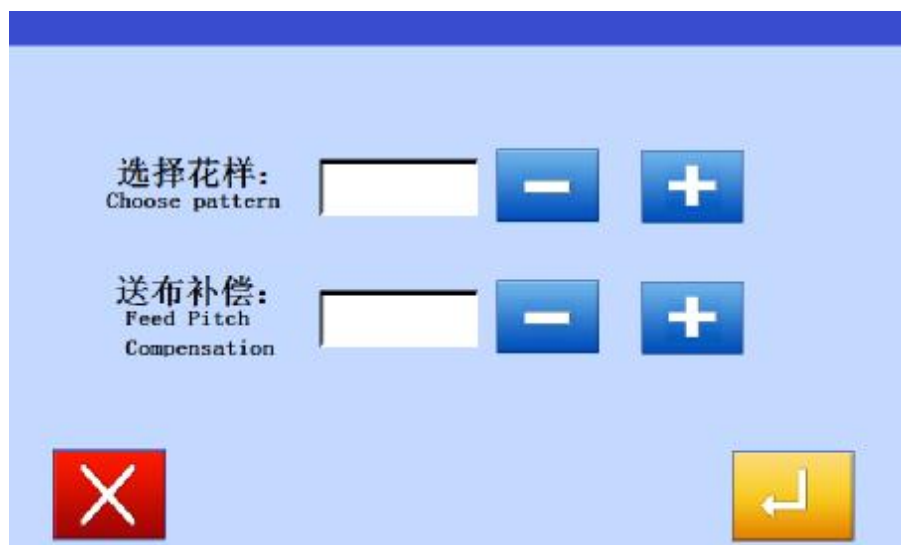 选择花样:
Choose pattern
送布补偿:
Feed Pitch
Compensation